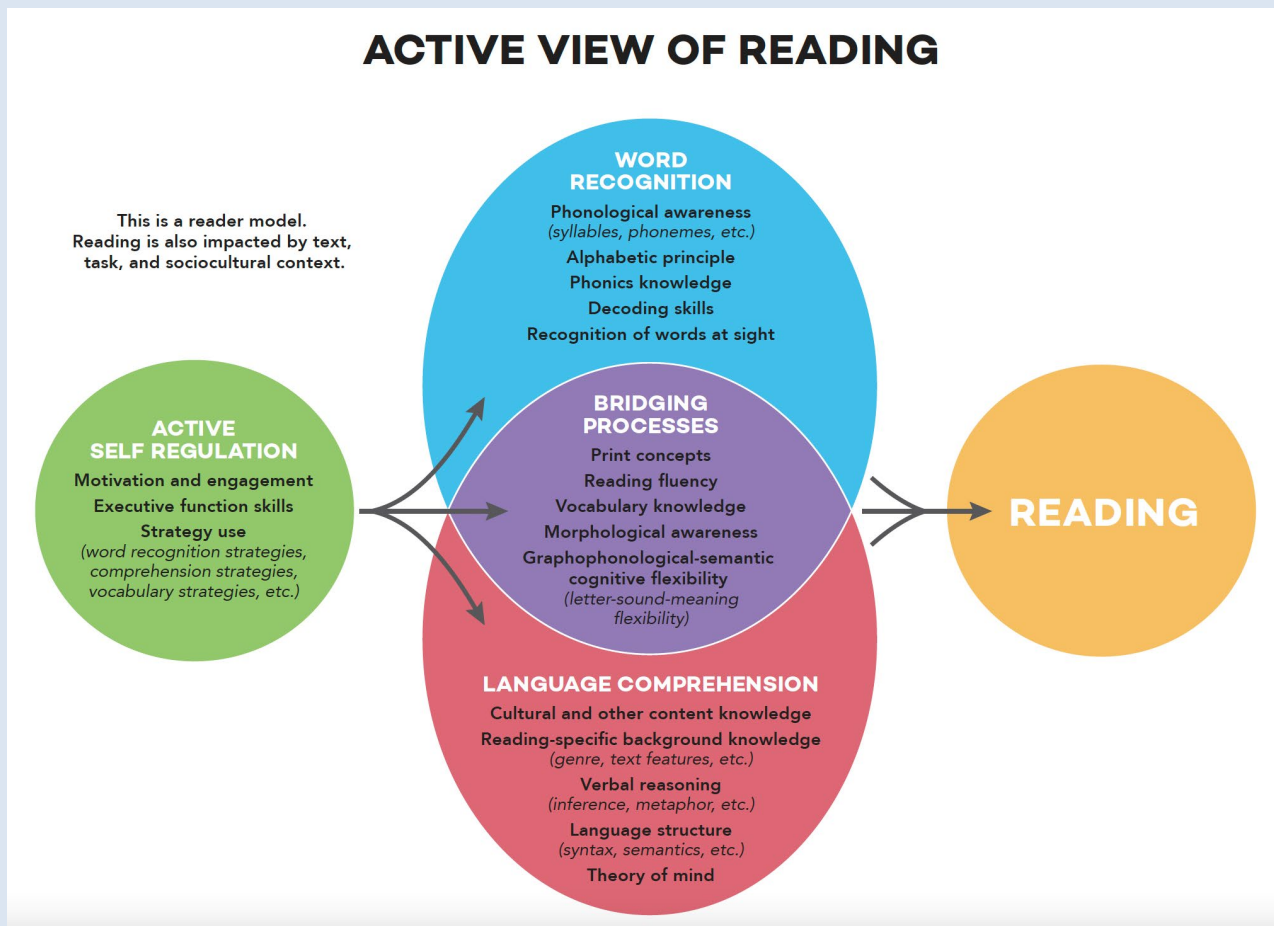 ACTIVE VIEW OF READING
This is a reader model.
Reading is also impacted by text,
task, and sociocultural context.
ACTIVE
SELF REGULATION
Motivation and engagement
Executive function skills
Strategy use
(word recognition strategies,
comprehension strategies,
vocabulary strategies, etc.)
WORD
RECOGNITION
Phonological awareness
(syllables, phonemes, etc.)
Alphabetic principle
Phonics knowledge
Decoding skills
Recognition of words at sight
BRIDGING
PROCESSES
Print concepts
Reading fluency
Vocabulary knowledge
Morphological awareness
Graphophonological-semantic
cognitive flexibility
(letter-sound-meaning
flexibility)
LANGUAGE COMPREHENSION
Cultural and other content knowledge
Reading-specific background knowledge
(genre, text features, etc.)
Verbal reasoning
(inference, metaphor, etc.)
Language structure
(syntax, semantics, etc.)
Theory of mind
READING